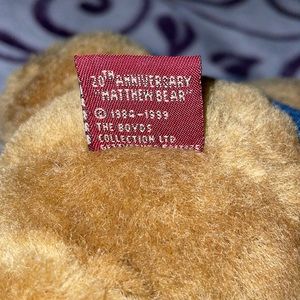 20TH ANNIVERSARY
"MATTHEW BEAR"
© 1984-1999
THE BOYDS
COLLECTION LTD